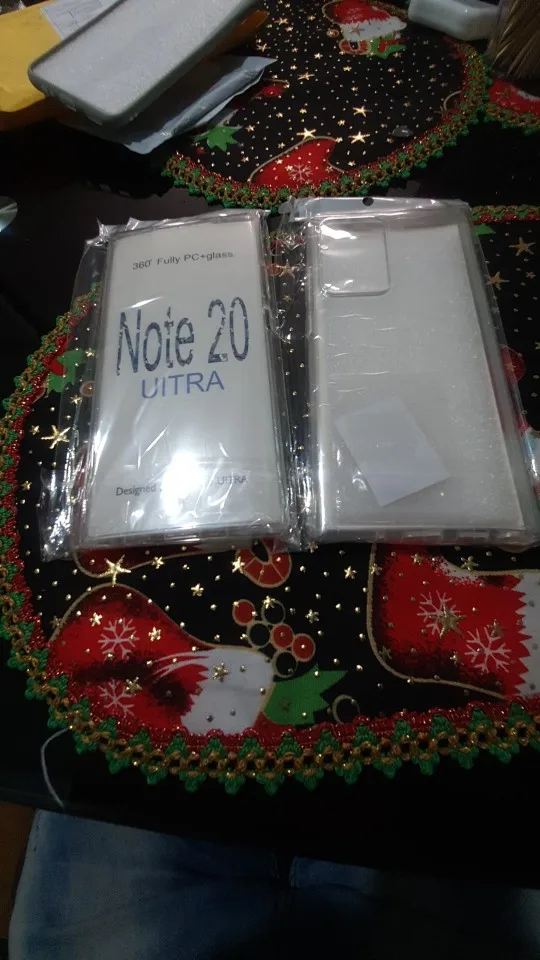 360° Fully PC+glass
Note 20
UITRA
Designed UITRA